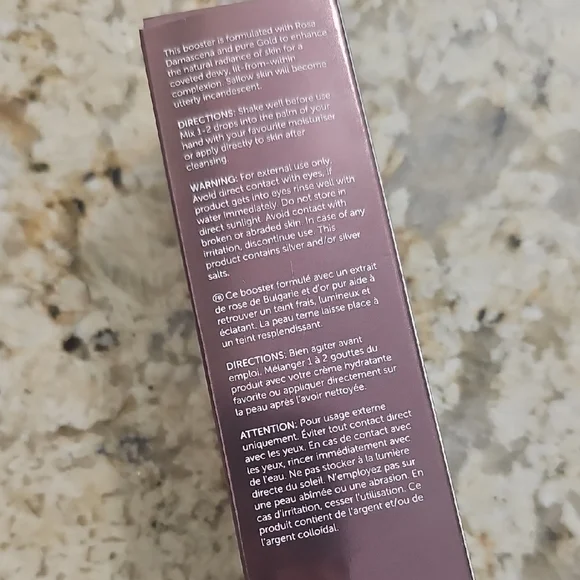 This booster is formulated with Rosa
Damascena and pure Gold to enhance
the natural radiance of skin for a
coveted dewy, lit-from-within
complexion. Sallow skin will become
utterly incandescent.
DIRECTIONS: Shake well before use.
Mix 1-2 drops into the palm of your
hand with your favourite moisturiser
or apply directly to skin after
cleansing.
WARNING: For external use only.
Avoid direct contact with eyes, if
product gets into eyes rinse well with
water immediately. Do not store in
direct sunlight. Avoid contact with
broken or abraded skin. In case of any
irritation, discontinue use. This
product contains silver and/or silver
salts.
FR Ce booster formulé avec un extrait
de rose de Bulgarie et d'or pur aide à
retrouver un teint frais, lumineux et
éclatant. La peau terne laisse place à
un teint resplendissant.
DIRECTIONS: Bien agiter avant
emploi. Mélanger 1 à 2 gouttes du
produit avec votre crème hydratante
favorite ou appliquer directement sur
la peau après l'avoir nettoyée.
ATTENTION: Pour usage externe
uniquement. Éviter tout contact direct
avec les yeux. En cas de contact avec
les yeux, rincer immédiatement avec
de l'eau. Ne pas stocker à la lumière
directe du soleil. N'employez pas sur
une peau abîmée ou une abrasion. En
cas d'irritation, cesser l'utilisation. Ce
produit contient de l'argent et/ou de
l'argent colloïdal.